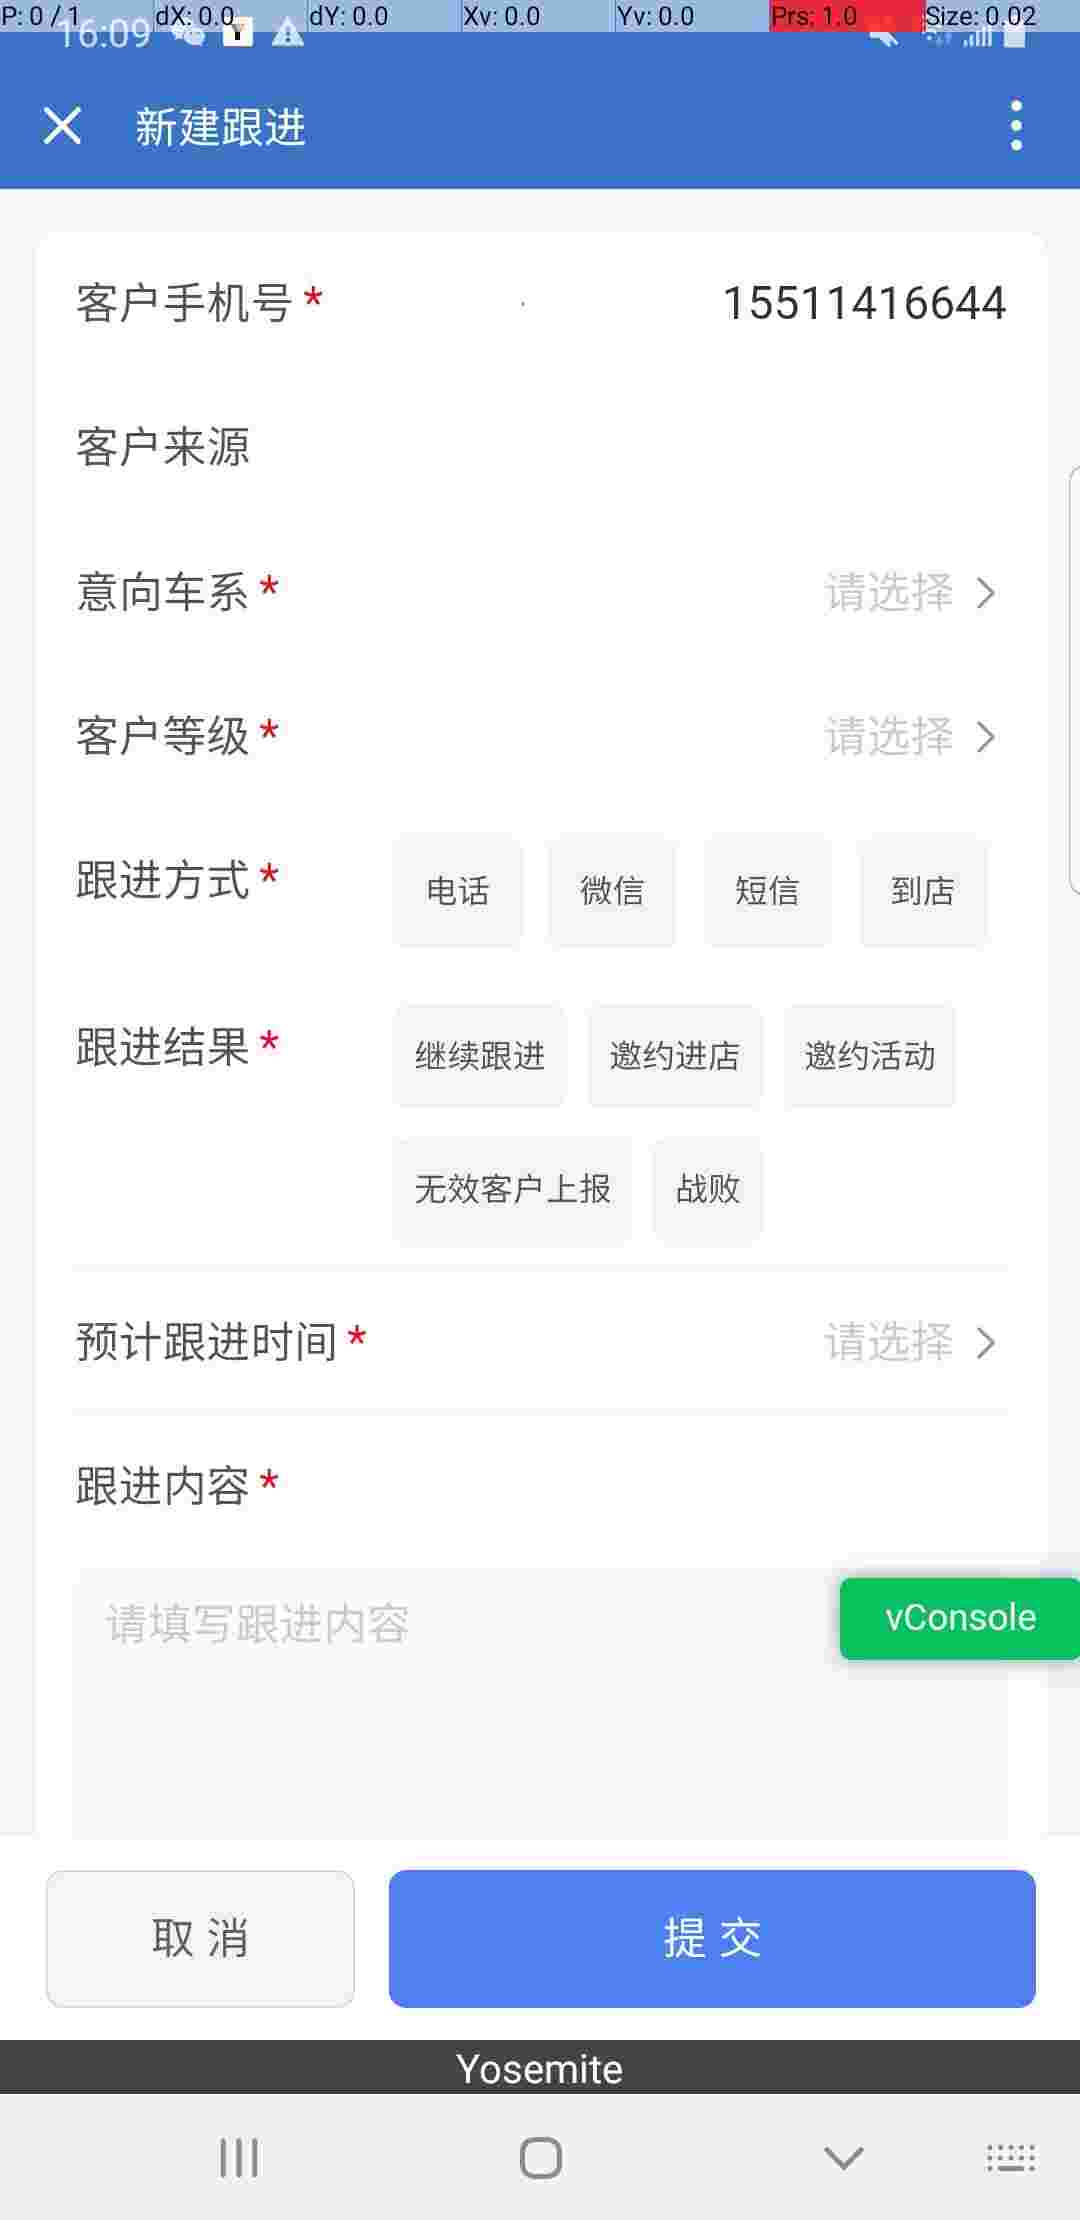 P: 0 / 1 dX: 0.0 dY: 0.0 Xv: 0.0 Yv: 0.0 Prs: 1.0 Size: 0.02
16:09
新建跟进
客户手机号 * 15511416644
客户来源
意向车系 * 请选择
客户等级 * 请选择
跟进方式 * 电话 微信 短信 到店
跟进结果 * 继续跟进 邀约进店 邀约活动
无效客户上报 战败
预计跟进时间 * 请选择
跟进内容 *
请填写跟进内容
vConsole
取 消 提 交
Yosemite